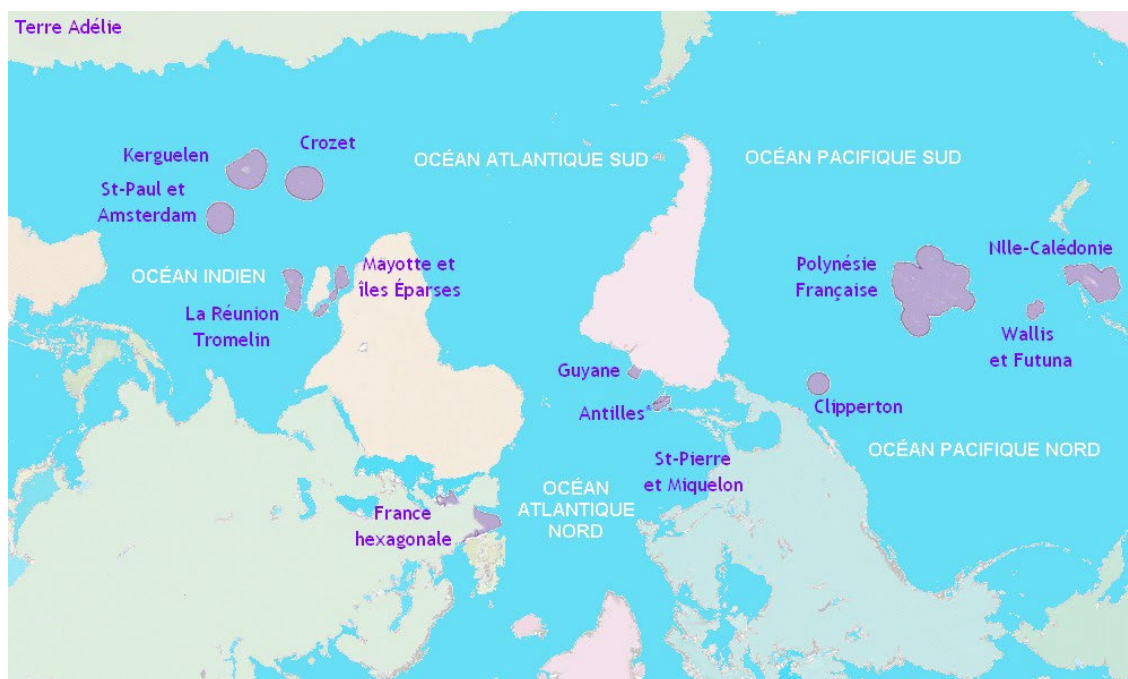 Terre Adélie
Crozet
Kerguelen
OCÉAN ATLANTIQUE SUD
OCÉAN PACIFIQUE SUD
St-Paul et
Amsterdam
Nlle-Calédonie
Mayotte et
îles Éparses
OCÉAN INDIEN
Polynésie
Française
La Réunion
Tromelin
Wallis
et Futuna
Guyane
Antilles*
Clipperton
OCÉAN PACIFIQUE NORD
St-Pierre
et Miquelon
OCÉAN
ATLANTIQUE
NORD
France
hexagonale